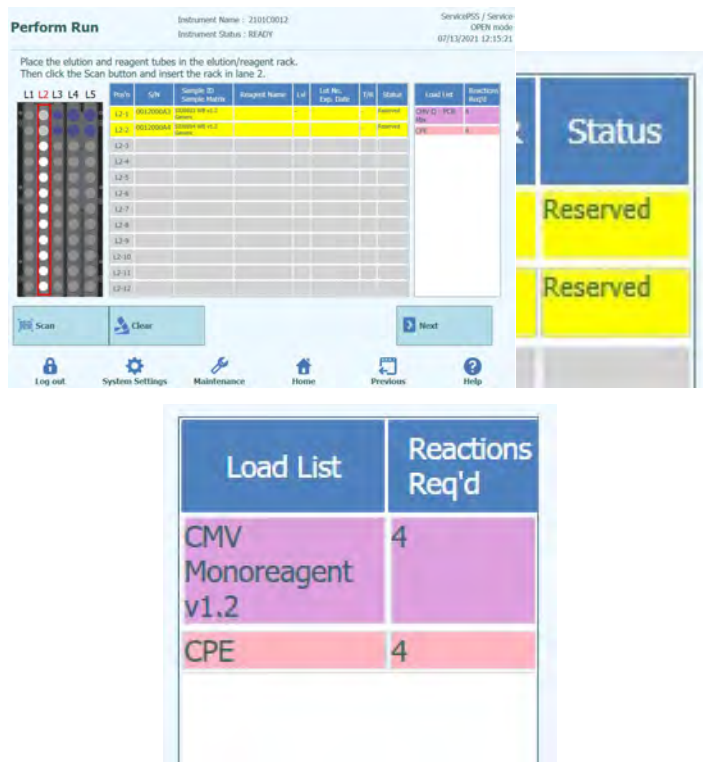 Perform Run
Instrument Name : 2101C0012
Instrument Status : READY
ServicePSS / Service
OPEN mode
07/13/2021 12:15:21
Place the elution and reagent tubes in the elution/reagent rack.
Then click the Scan button and insert the rack in lane 2.
L1 L2 L3 L4 L5
Pos'n S/N Sample ID Sample Matrix Reagent Name Lvl Lot No. Exp. Date T/R Status
L2-1 Reserved
L2-2 Reserved
L2-3
L2-4
L2-5
L2-6
L2-7
L2-8
L2-9
L2-10
L2-11
L2-12
Load List Reactions Req'd
4
CPE 4
Scan
Clear
Next
Log out
System Settings
Maintenance
Home
Previous
Help
Status
Reserved
Reserved
Load List
Reactions
Req'd
CMV
Monoreagent
v1.2
4
CPE
4